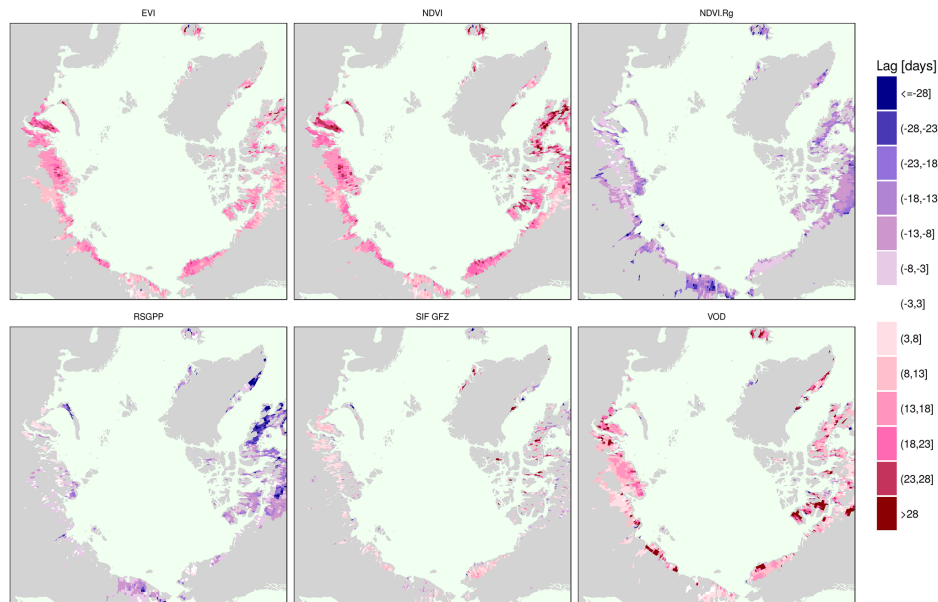 EVI
NDVI
NDVI.Rg
Lag [days]
<=-28]
(-28,-23
(-23,-18
(-18,-13
(-13,-8]
(-8,-3]
(-3,3]
(3,8]
(8,13]
(13,18]
(18,23]
(23,28]
>28
RSGPP
SIF GFZ
VOD